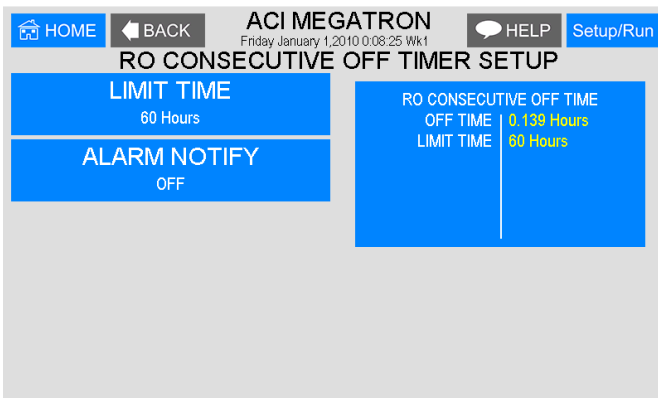 HOME
BACK
ACI MEGATRON
Friday January 1,2010 0:08:25 Wk1
HELP
Setup/Run
RO CONSECUTIVE OFF TIMER SETUP
LIMIT TIME
60 Hours
ALARM NOTIFY
OFF
RO CONSECUTIVE OFF TIME
OFF TIME 0.139 Hours
LIMIT TIME 60 Hours